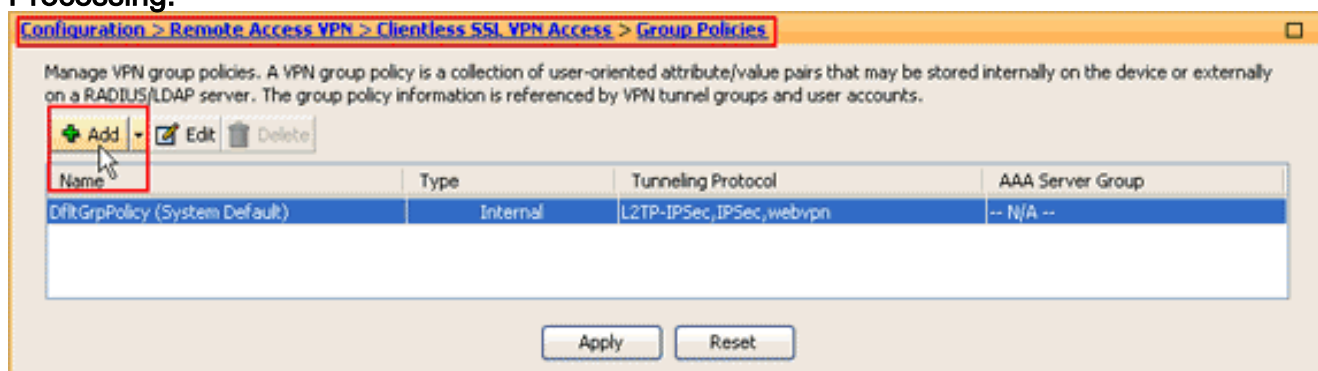 Processing.
Configuration > Remote Access VPN > Clientless SSL VPN Access > Group Policies
Manage VPN group policies. A VPN group policy is a collection of user-oriented attribute/value pairs that may be stored internally on the device or externally
on a RADIUS/LDAP server. The group policy information is referenced by VPN tunnel groups and user accounts.
Add Edit Delete
Name Type Tunneling Protocol AAA Server Group
DfltGrpPolicy (System Default) Internal L2TP-IPSec,IPSec,webvpn -- N/A --
Apply Reset